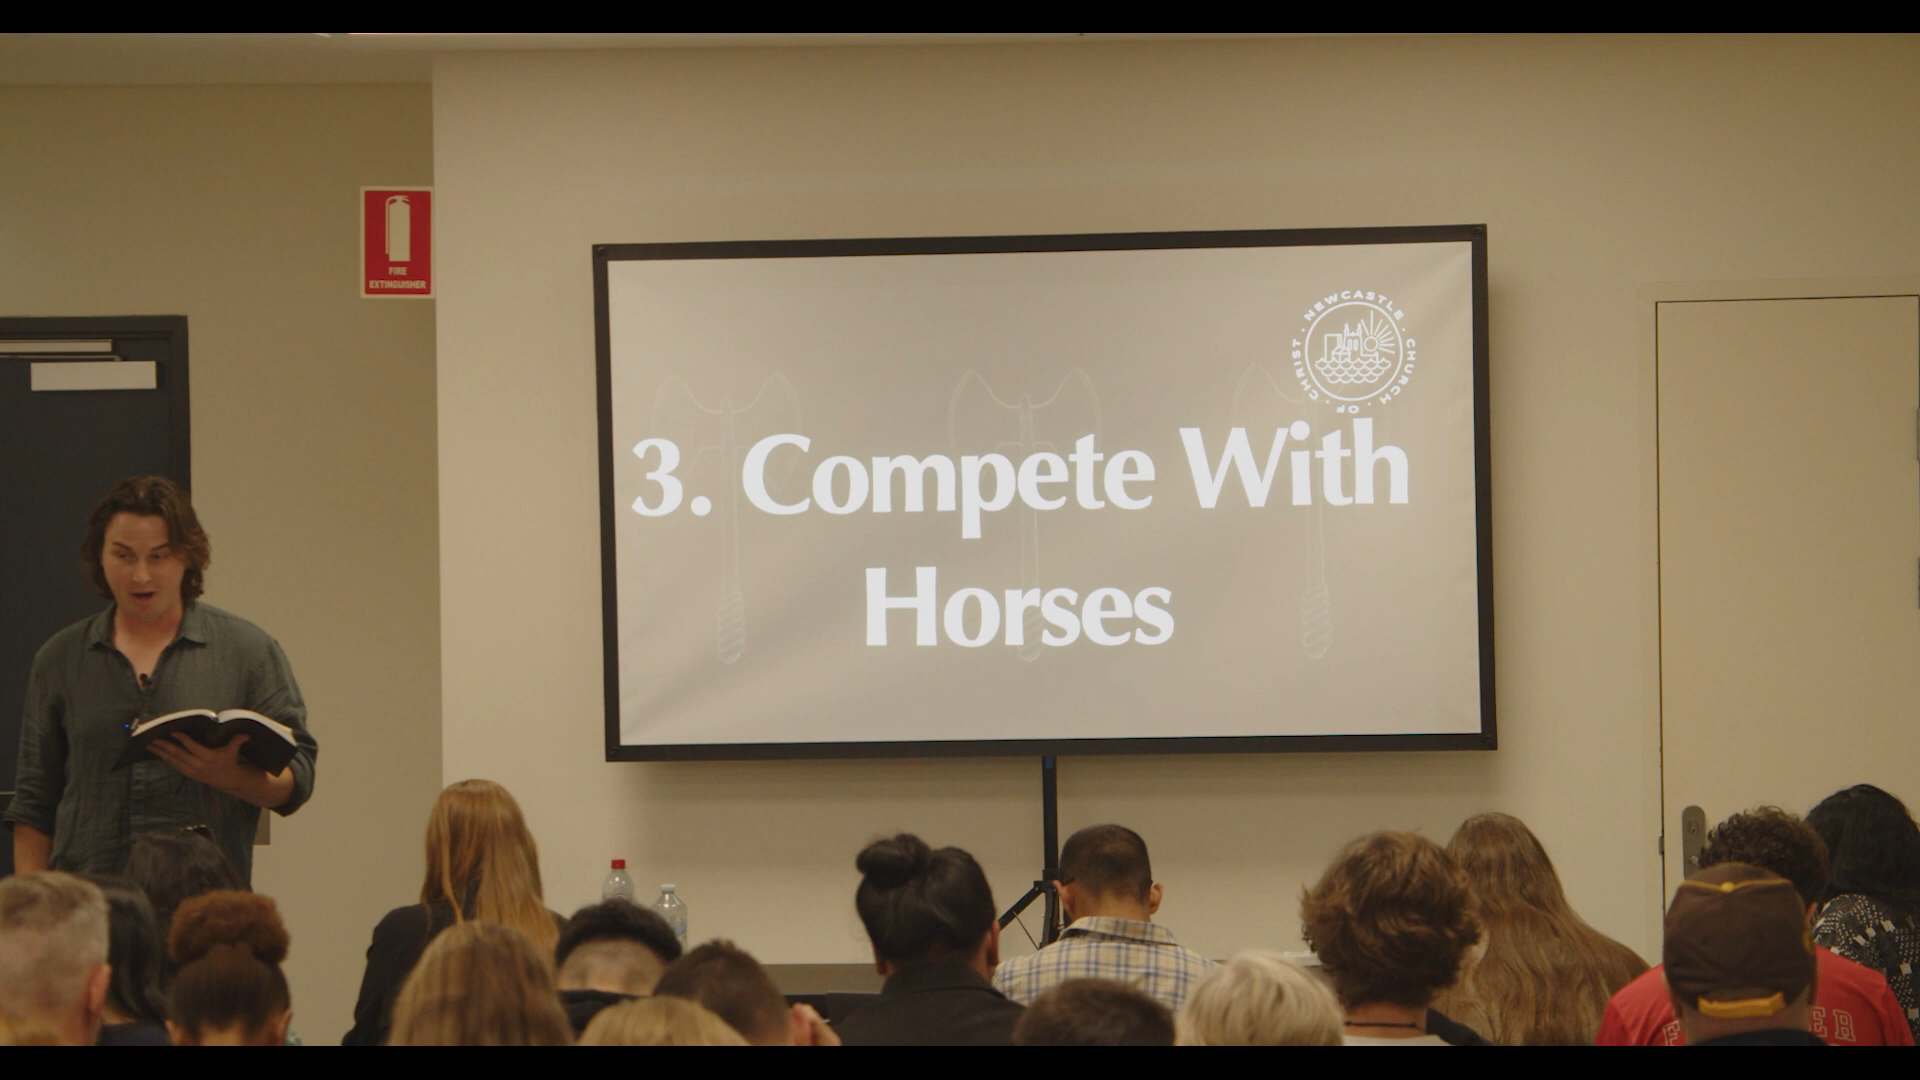 FIRE
EXTINGUISHER
NEWCASTLE · CHURCH · OF · CHRIST ·
3. Compete With
Horses